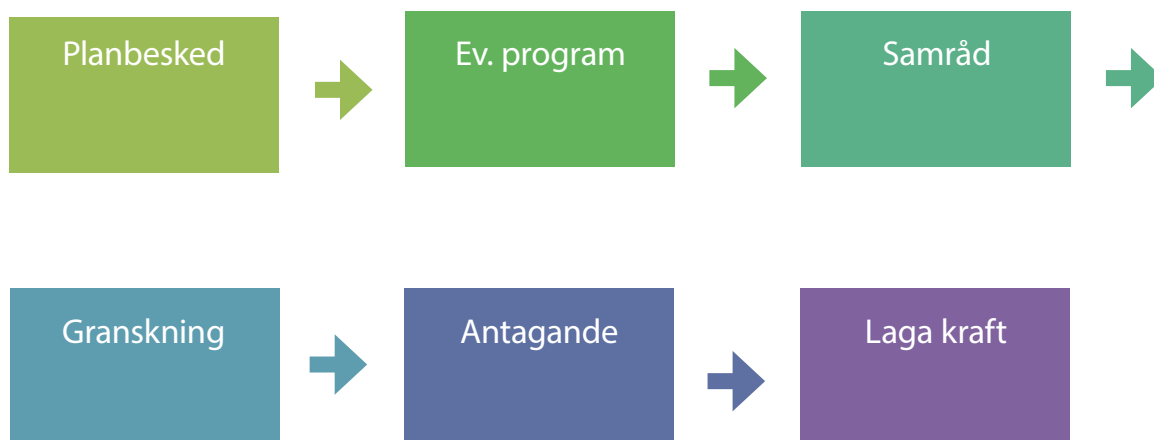 Planbesked
Ev. program
Samråd
Granskning
Antagande
Laga kraft